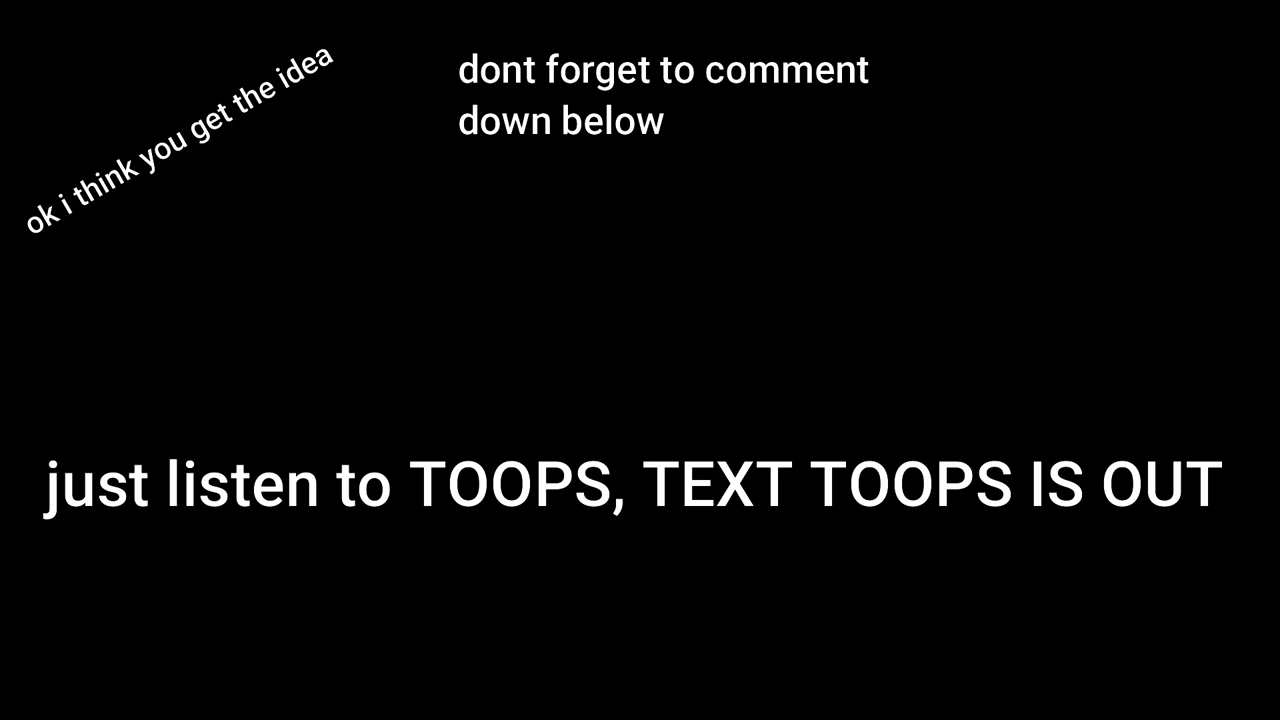 ok i think you get the idea
dont forget to comment
down below
just listen to TOOPS, TEXT TOOPS IS OUT